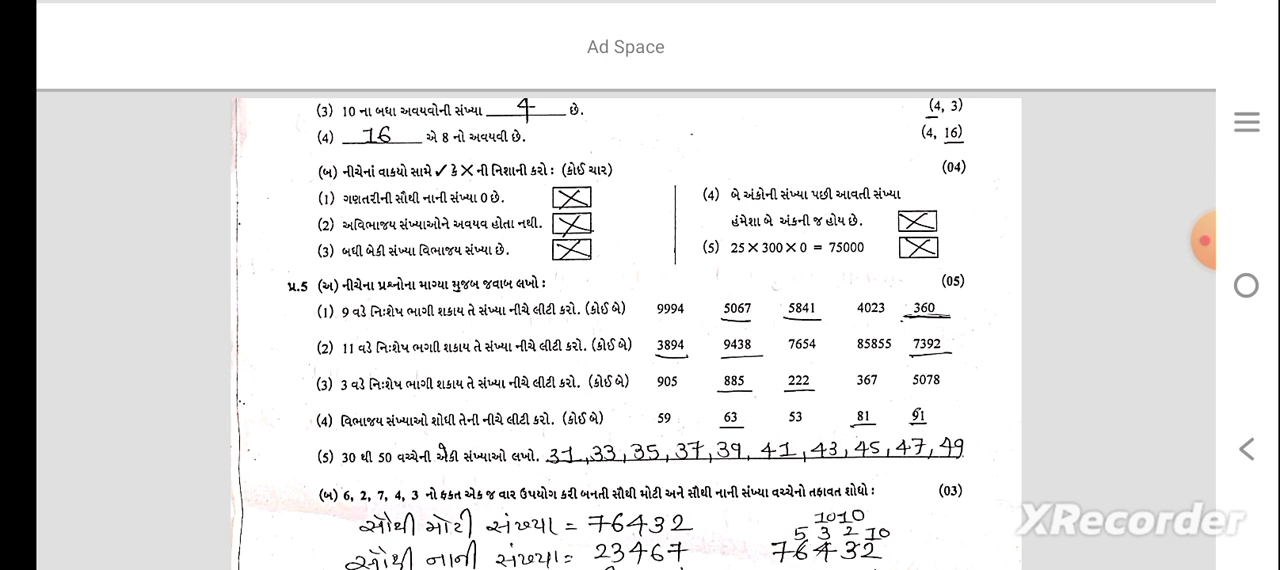 Ad Space
(3) 10 ના બધા અવયવોની સંખ્યા 4 છે. (4, 3)
(4) 16 એ 8 નો અવયવી છે. (4, 16)
(બ) નીચેનાં વાક્યો સામે ✓ કે ✗ ની નિશાની કરો : (કોઈ ચાર) (04)
(1) ગણતરીની સૌથી નાની સંખ્યા 0 છે. ✗
(2) અવિભાજ્ય સંખ્યાઓને અવયવ હોતા નથી. ✗
(3) બધી બેકી સંખ્યા વિભાજ્ય સંખ્યા છે. ✗
(4) બે અંકોની સંખ્યા પછી આવતી સંખ્યા
હંમેશા બે અંકની જ હોય છે. ✗
(5) 25 × 300 × 0 = 75000 ✗
પ્ર.5 (અ) નીચેના પ્રશ્નોના માગ્યા મુજબ જવાબ લખો : (05)
(1) 9 વડે નિઃશેષ ભાગી શકાય તે સંખ્યા નીચે લીટી કરો. (કોઈ બે) 9994 5067 5841 4023 360
(2) 11 વડે નિઃશેષ ભગાી શકાય તે સંખ્યા નીચે લીટી કરો. (કોઈ બે) 3894 9438 7654 85855 7392
(3) 3 વડે નિઃશેષ ભાગી શકાય તે સંખ્યા નીચે લીટી કરો. (કોઈ બે) 905 885 222 367 5078
(4) વિભાજ્ય સંખ્યાઓ શોધી તેની નીચે લીટી કરો. (કોઈ બે) 59 63 53 81 91
(5) 30 થી 50 વચ્ચેની એકી સંખ્યાઓ લખો. 31, 33, 35, 37, 39, 41, 43, 45, 47, 49
(બ) 6, 2, 7, 4, 3 નો ફક્ત એક જ વાર ઉપયોગ કરી બનતી સૌથી મોટી અને સૌથી નાની સંખ્યા વચ્ચેનો તફાવત શોધો : (03)
સૌથી મોટી સંખ્યા = 76432
1010
5 3 2 10
સૌથી નાની સંખ્યા = 23467 76432
XRecorder